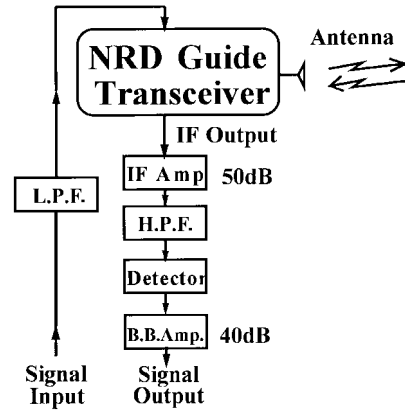 NRD Guide
Transceiver
Antenna
IF Output
IF Amp
50dB
L.P.F.
H.P.F.
Detector
B.B.Amp.
40dB
Signal
Input
Signal
Output